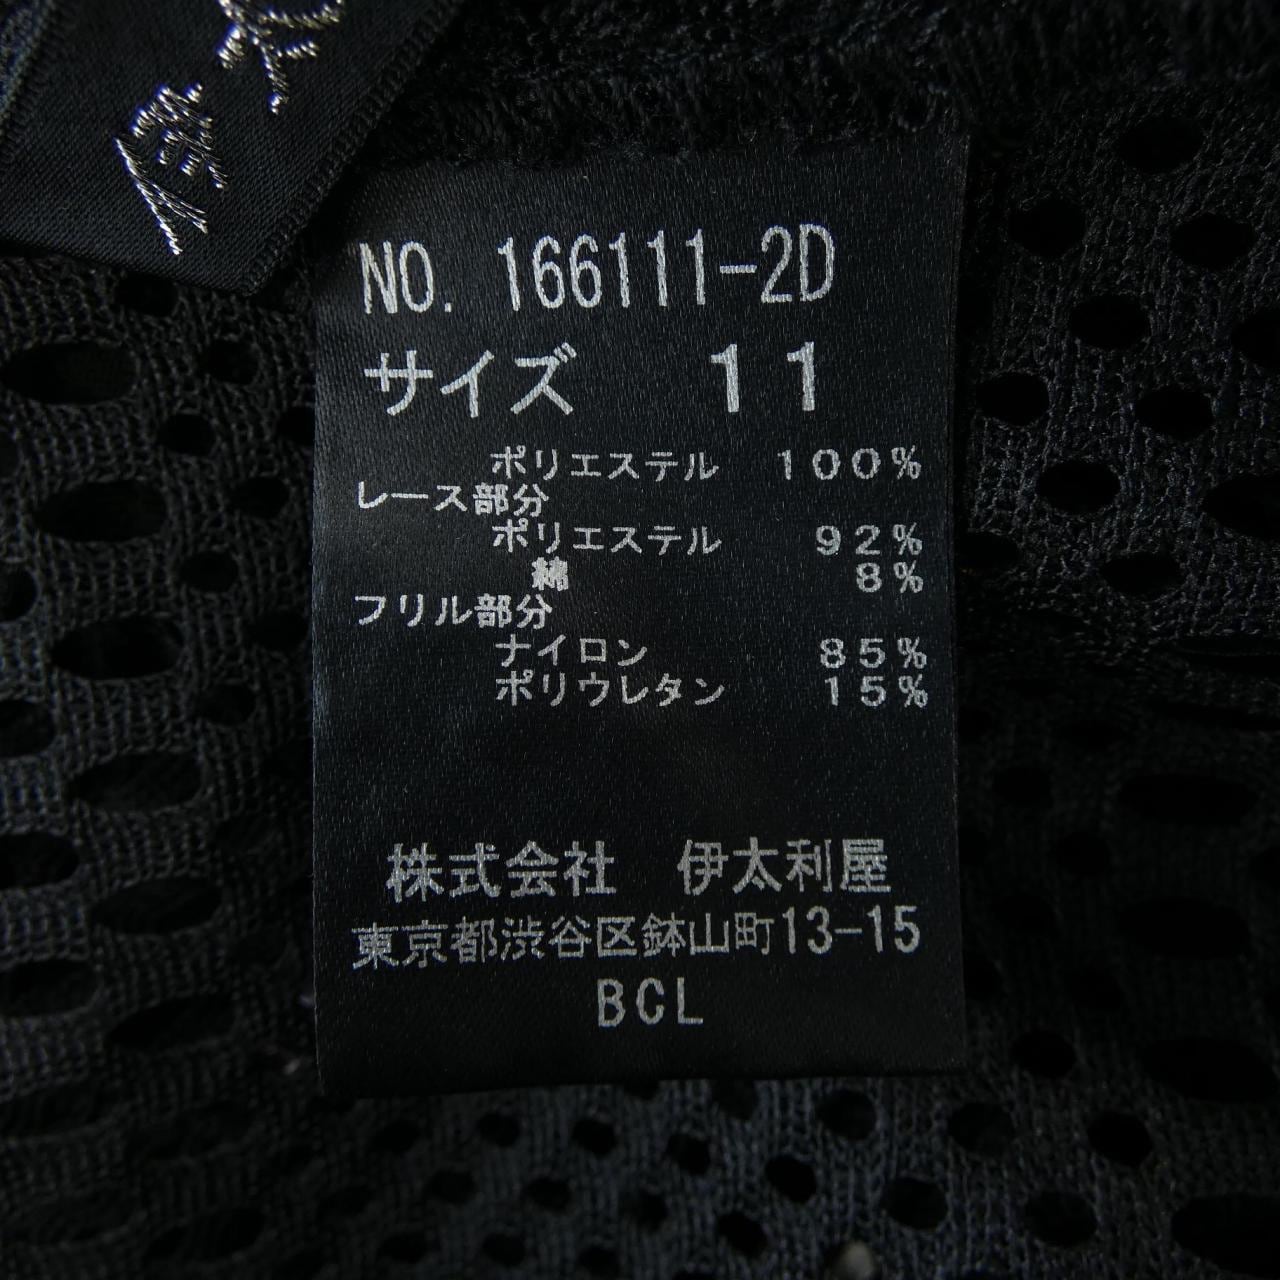 NO. 166111-2D
サイズ 11
ポリエステル 100%
レース部分
ポリエステル 92%
綿 8%
フリル部分
ナイロン 85%
ポリウレタン 15%
株式会社 伊太利屋
東京都渋谷区鉢山町13-15
BCL